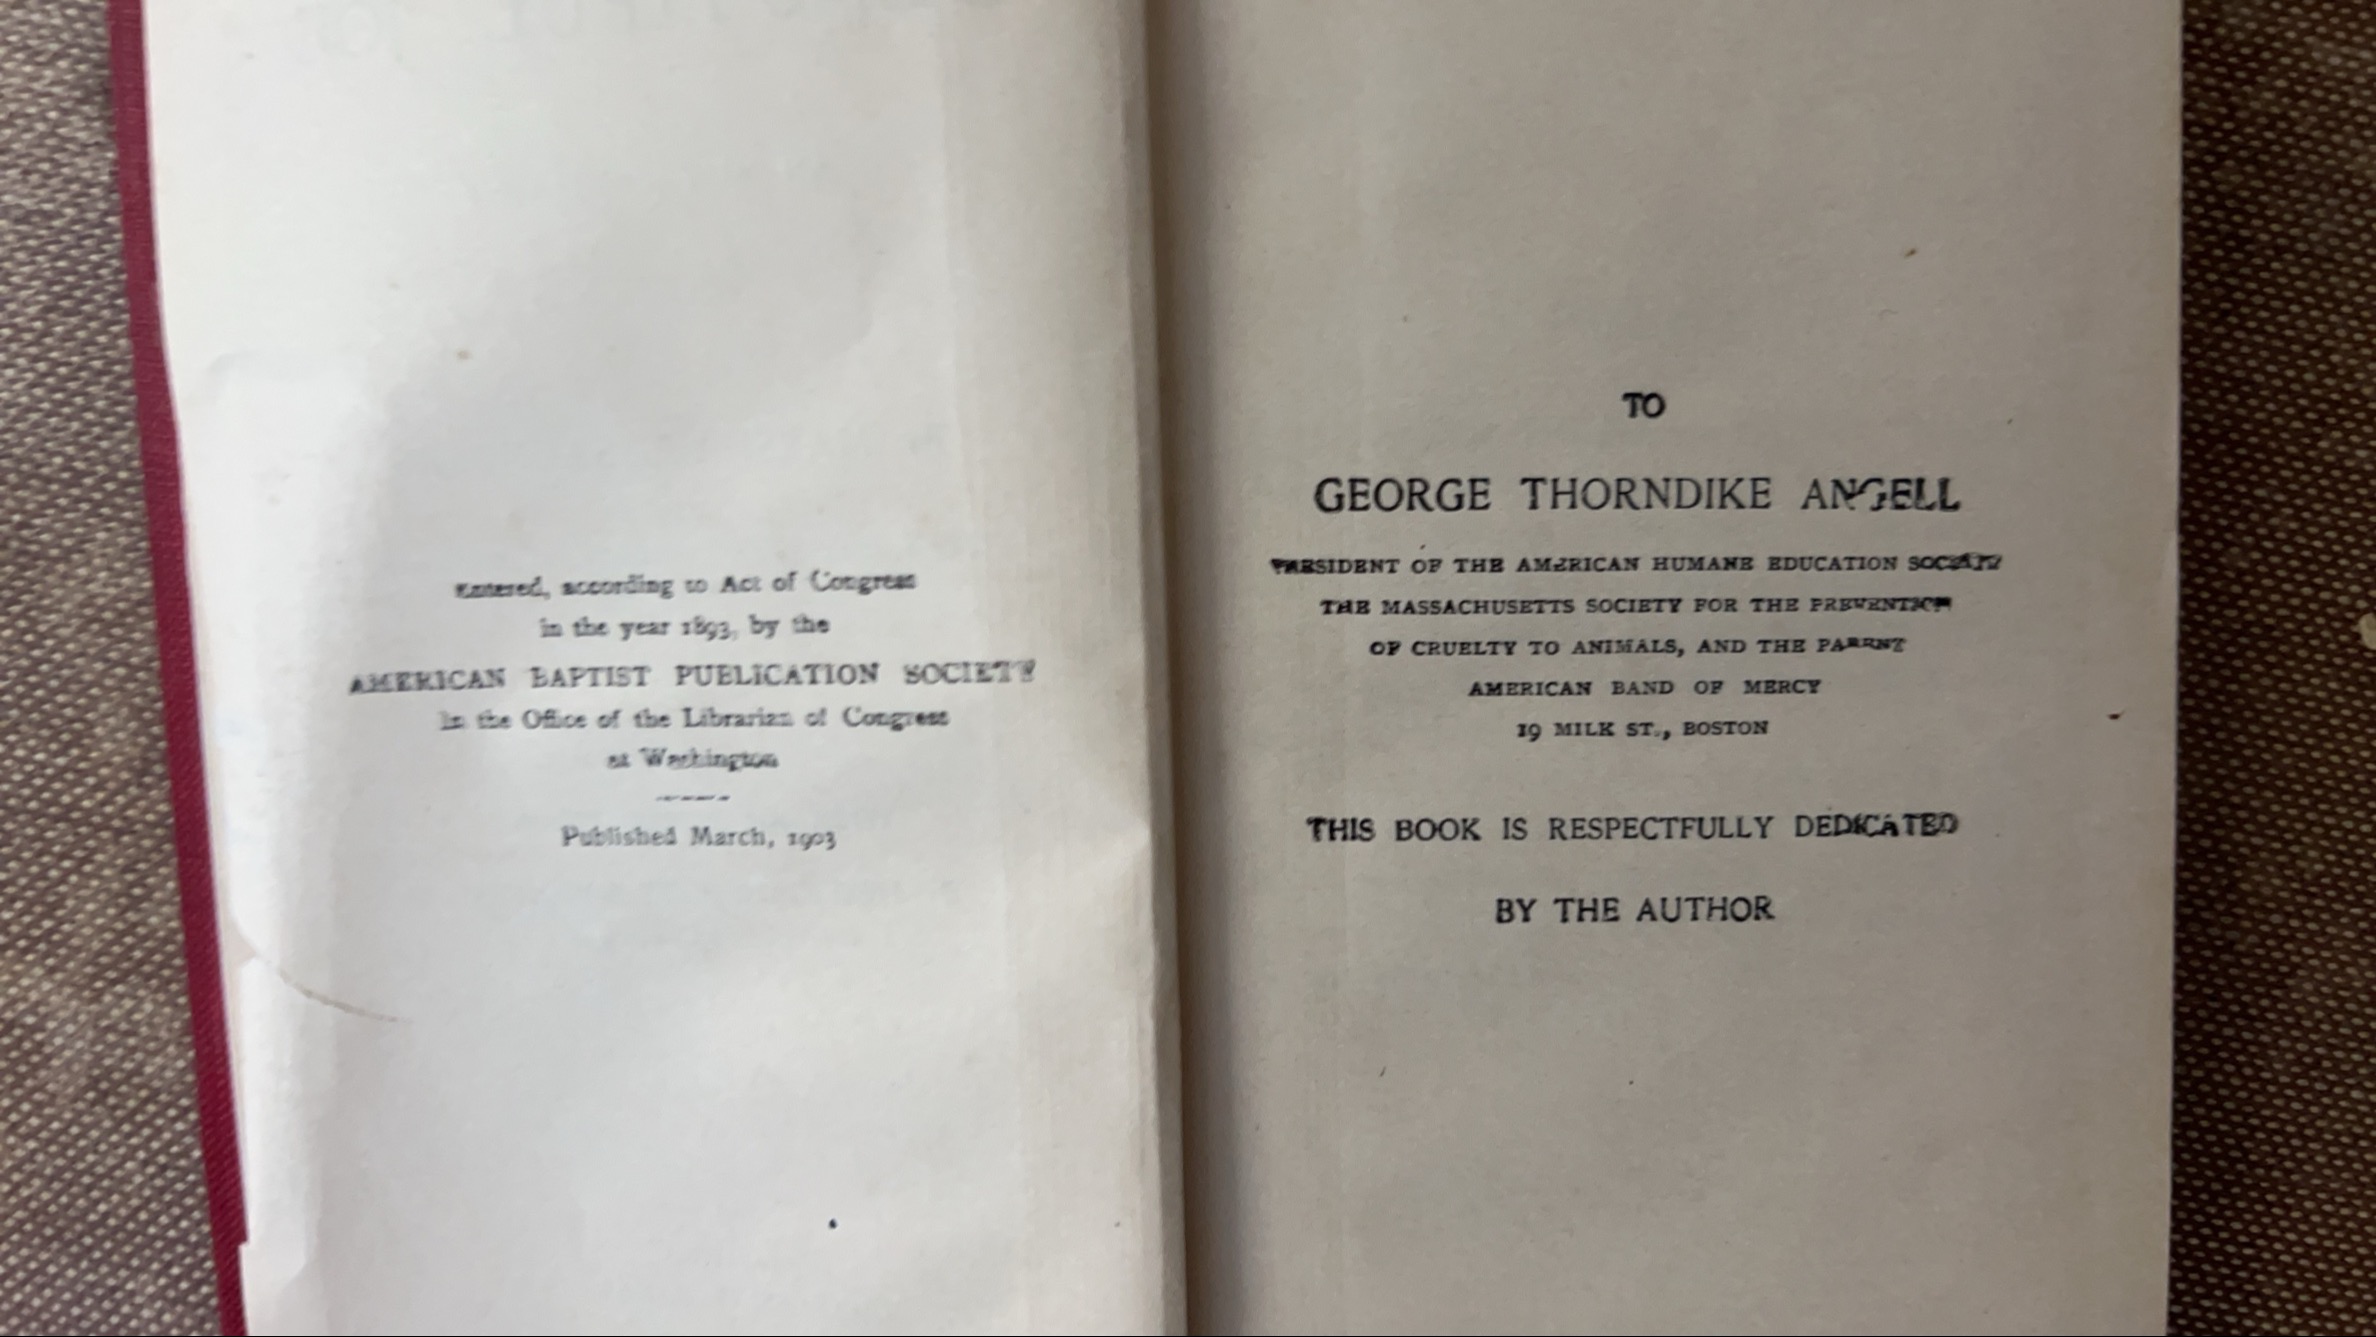 Entered, according to Act of Congress
in the year 1893, by the
AMERICAN BAPTIST PUBLICATION SOCIETY
In the Office of the Librarian of Congress
at Washington
Published March, 1903
TO
GEORGE THORNDIKE ANGELL
PRESIDENT OF THE AMERICAN HUMANE EDUCATION SOCIETY
THE MASSACHUSETTS SOCIETY FOR THE PREVENTION
OF CRUELTY TO ANIMALS, AND THE PARENT
AMERICAN BAND OF MERCY
19 MILK ST., BOSTON
THIS BOOK IS RESPECTFULLY DEDICATED
BY THE AUTHOR